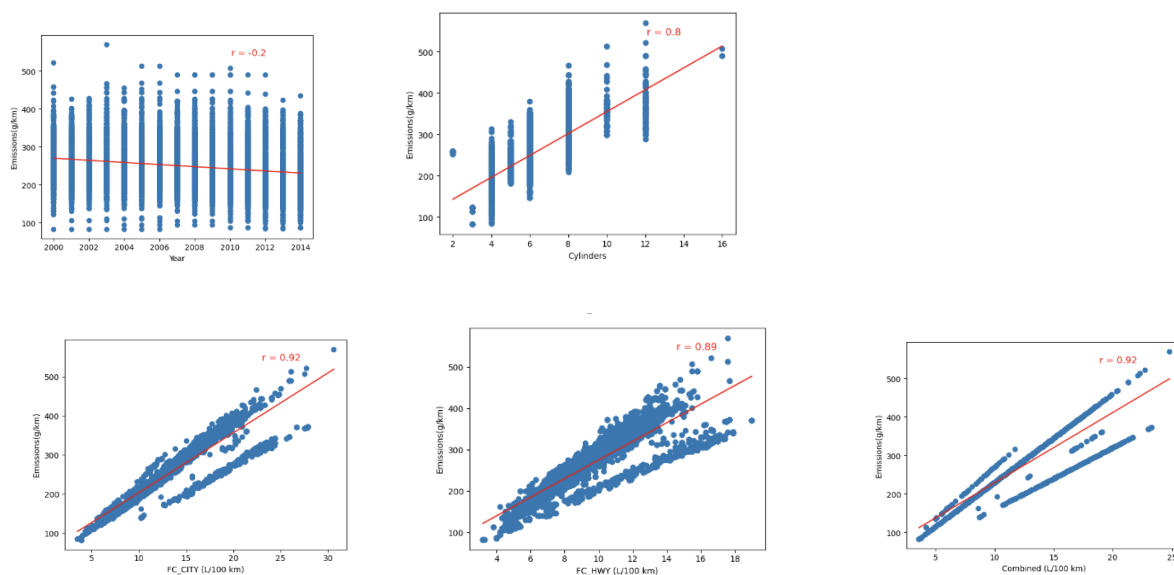 r = -0.2
500
400
300
200
100
Emissions(g/km)
2000 2002 2004 2006 2008 2010 2012 2014
Year
r = 0.8
500
400
300
200
100
Emissions(g/km)
2 4 6 8 10 12 14 16
Cylinders
r = 0.92
500
400
300
200
100
Emissions(g/km)
5 10 15 20 25 30
FC_CITY (L/100 km)
r = 0.89
500
400
300
200
100
Emissions(g/km)
4 6 8 10 12 14 16 18
FC_HWY (L/100 km)
r = 0.92
500
400
300
200
100
Emissions(g/km)
5 10 15 20 25
Combined (L/100 km)